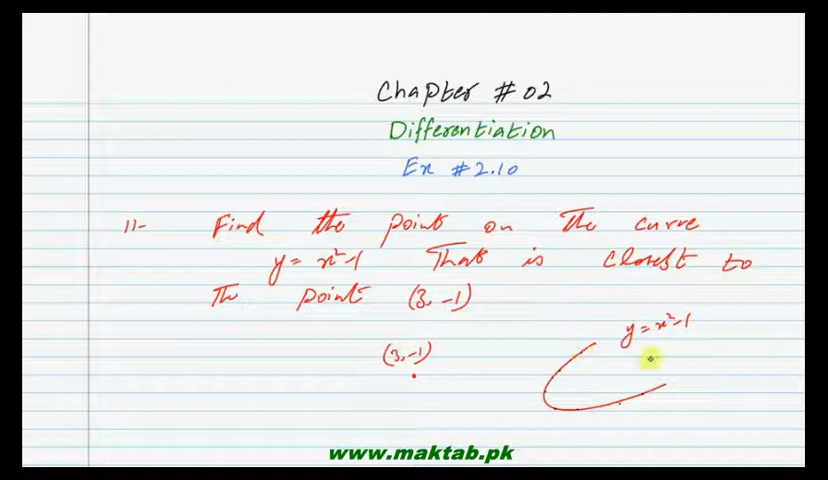 Chapter # 02
Differentiation
Ex # 2.10
11- Find the point on the curve
y = x²-1 That is closest to
The point (3, -1)
y = x²-1
(3, -1)
www.maktab.pk